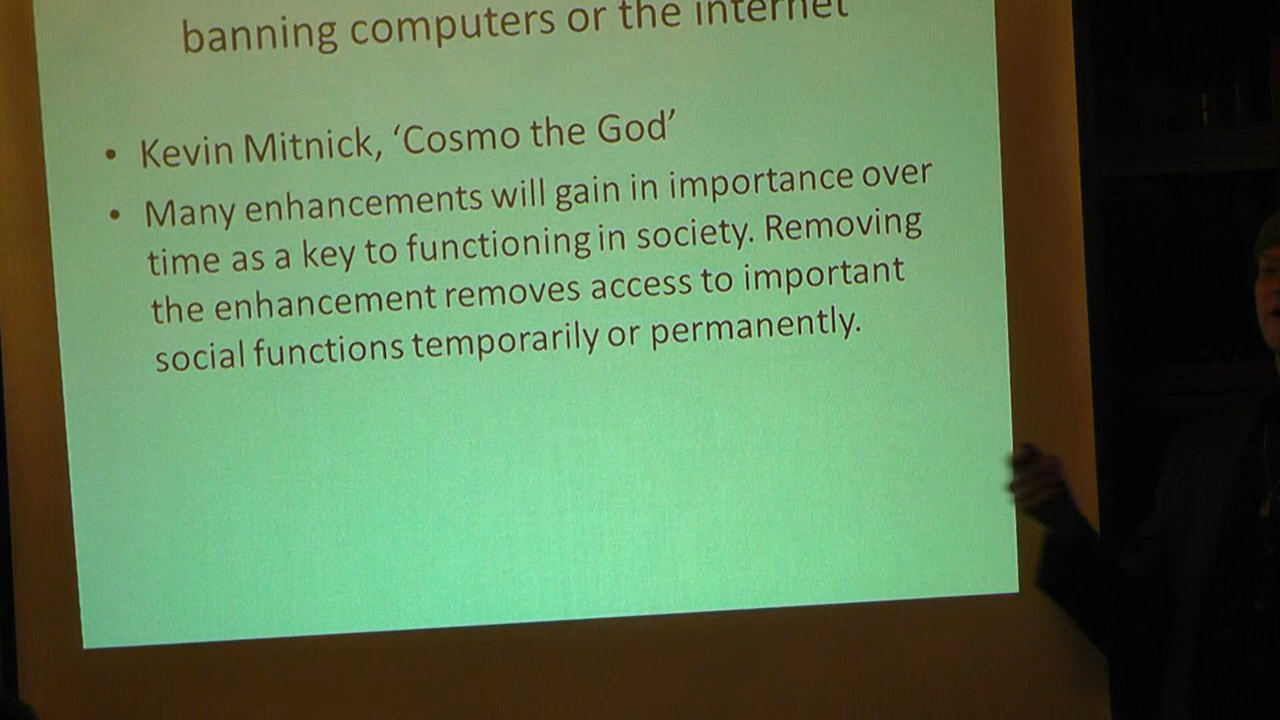 banning computers or the internet
• Kevin Mitnick, ‘Cosmo the God’
• Many enhancements will gain in importance over
time as a key to functioning in society. Removing
the enhancement removes access to important
social functions temporarily or permanently.